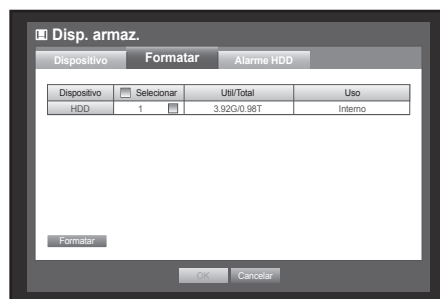 Disp. armaz.
Dispositivo Formatar Alarme HDD
Dispositivo Selecionar Util/Total Uso
HDD 1 3.92G/0.98T Interno
Formatar
OK Cancelar